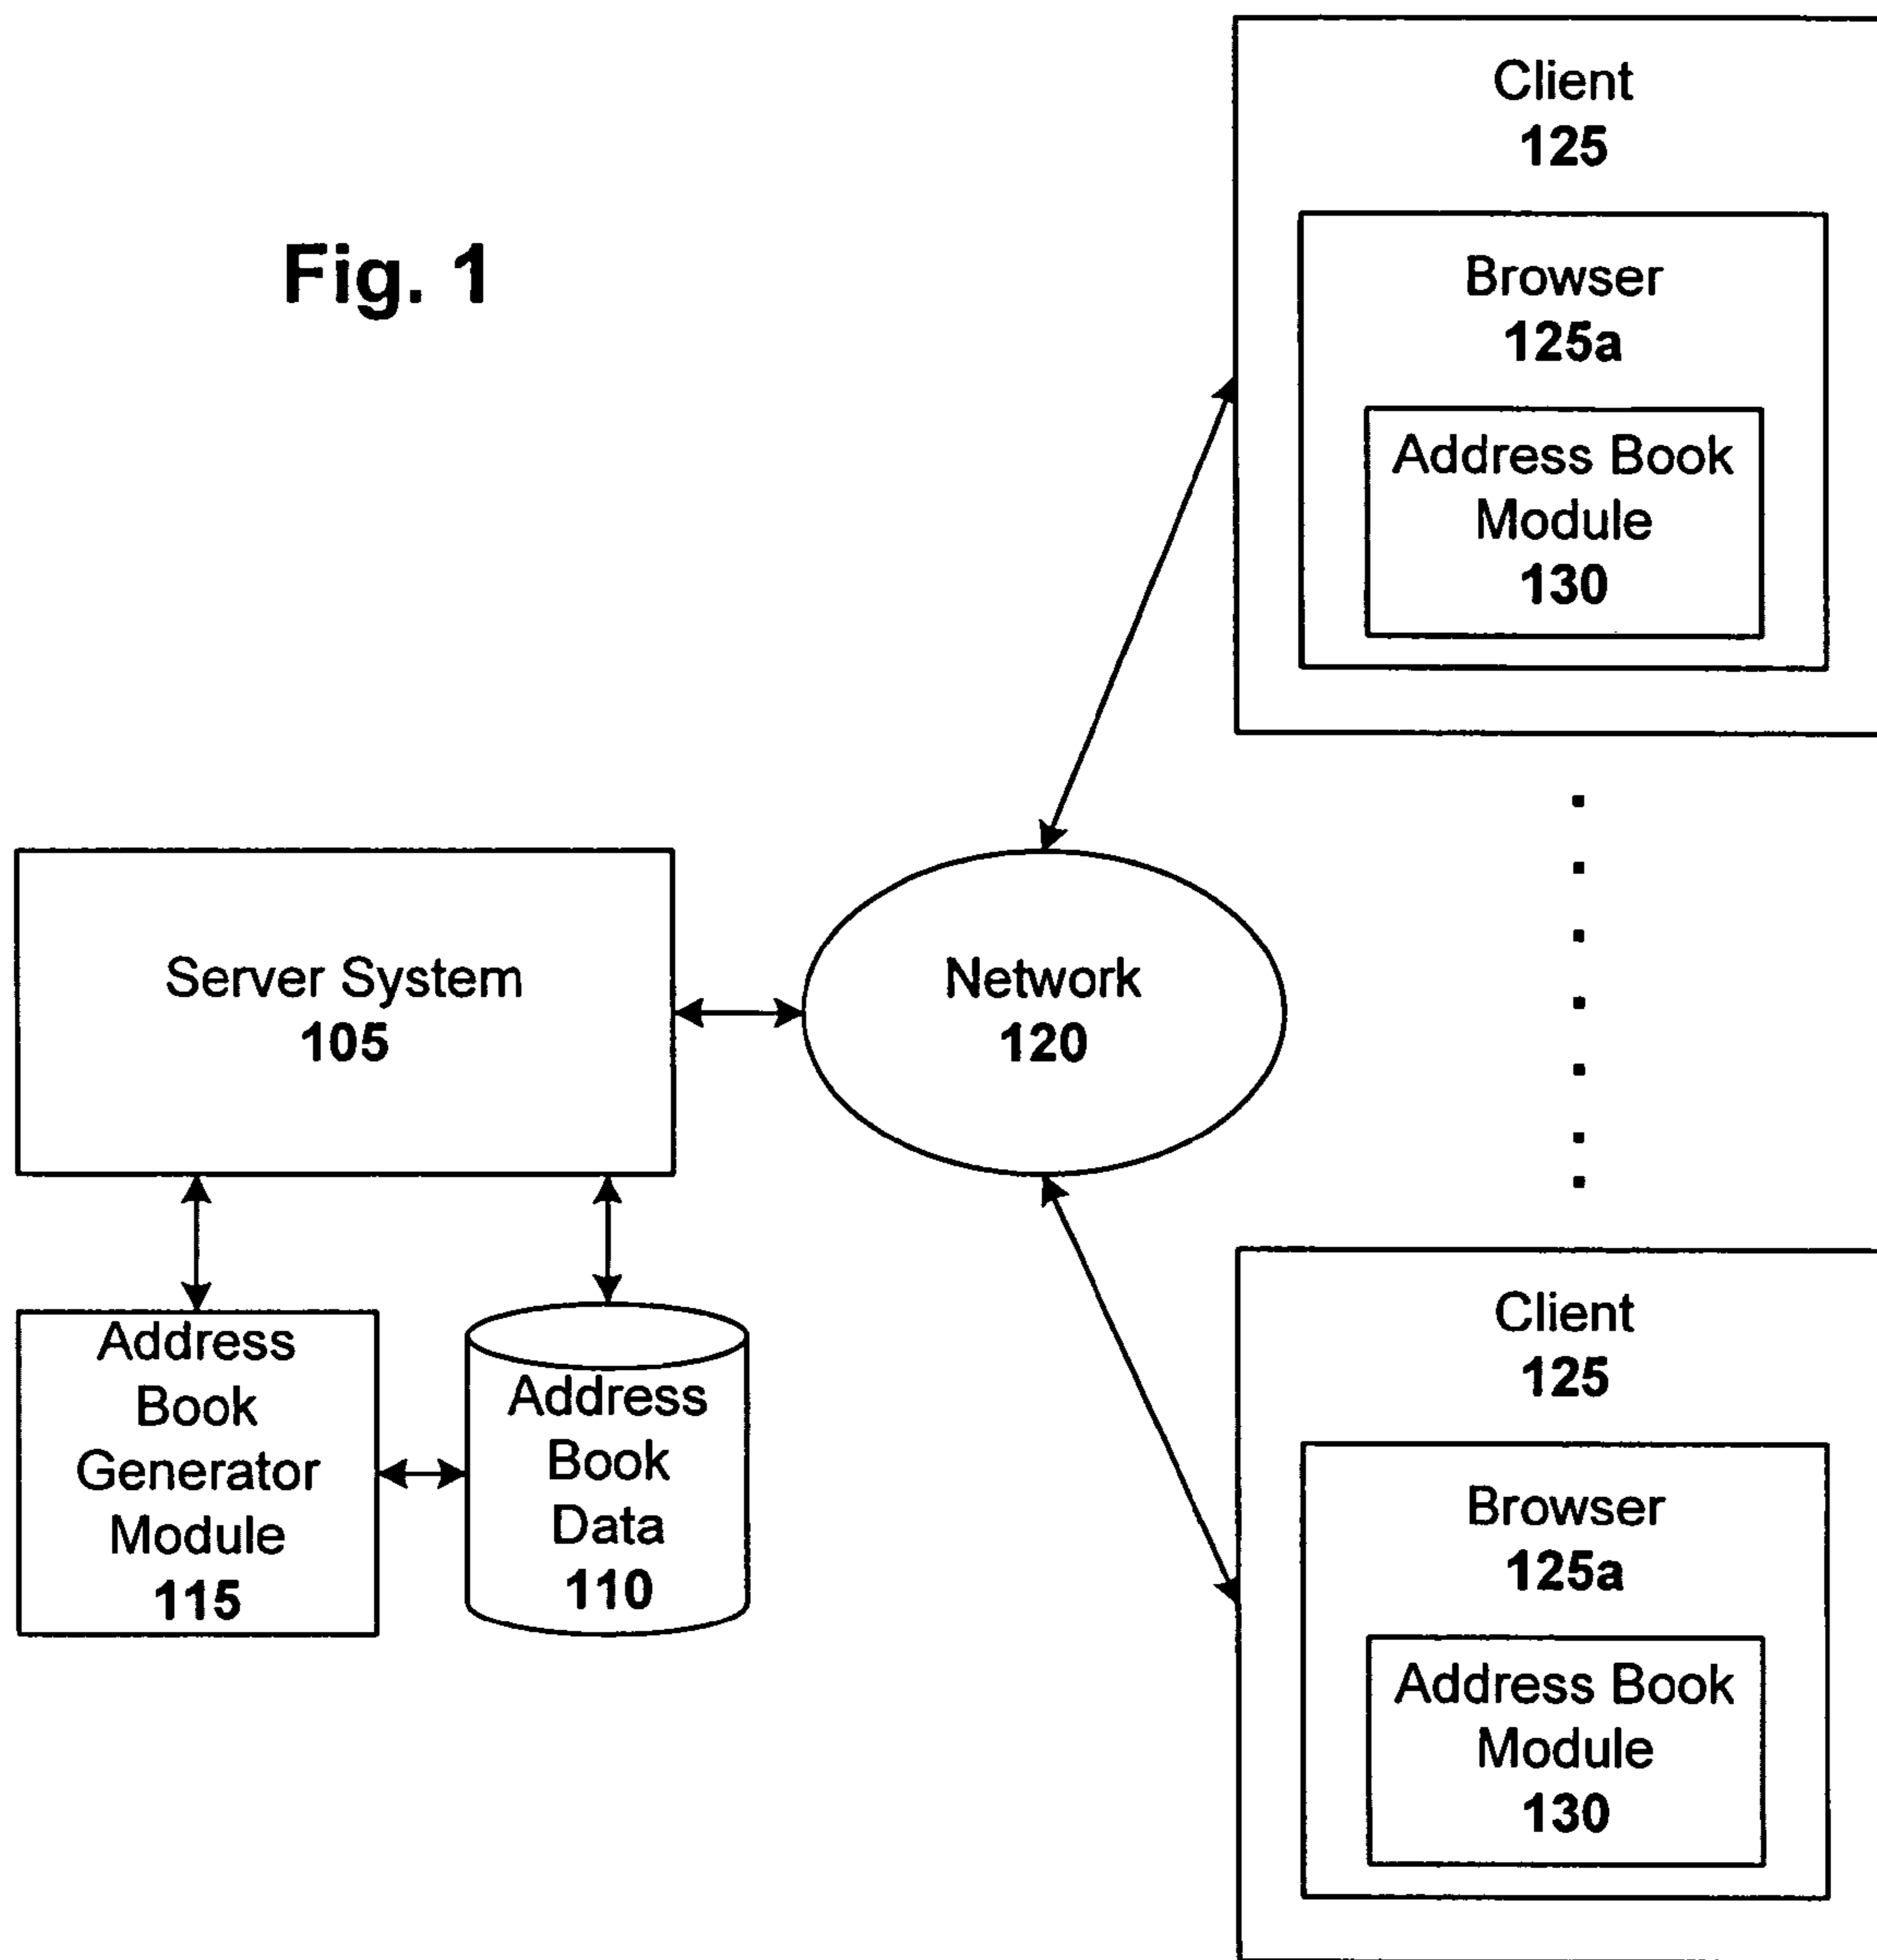 Fig. 1
Client
125
Browser
125a
Address Book
Module
130
Server System
105
Network
120
Address
Book
Generator
Module
115
Address
Book
Data
110
Client
125
Browser
125a
Address Book
Module
130